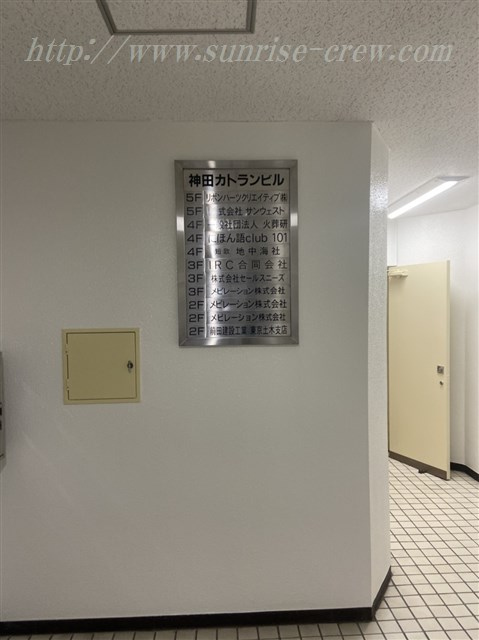 http://www.sunrise-crew.com
神田カトランビル
5F リボンハーツクリエイティブ㈱
5F 株式会社 サンウェスト
4F 一般社団法人 火葬研
4F にほん語club 101
4F 地中海社
3F IRC合同会社
3F 株式会社セールスニーズ
3F メビレーション株式会社
2F メビレーション株式会社
2F メビレーション株式会社
2F 前田建設工業㈱東京土木支店